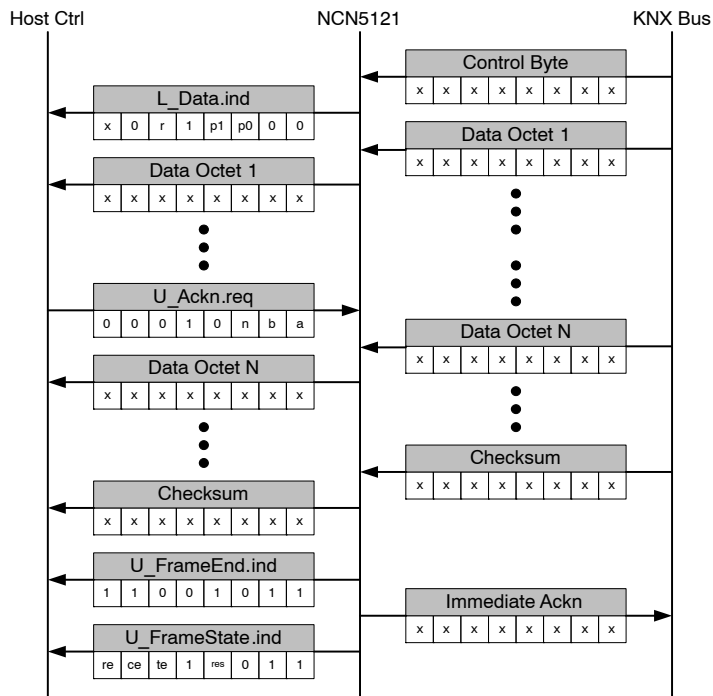 Host Ctrl NCN5121 KNX Bus
Control Byte
x x x x x x x x
L_Data.ind
x 0 r 1 p1 p0 0 0
Data Octet 1
x x x x x x x x
Data Octet 1
x x x x x x x x
U_Ackn.req
0 0 0 1 0 n b a
Data Octet N
x x x x x x x x
Data Octet N
x x x x x x x x
Checksum
x x x x x x x x
Checksum
x x x x x x x x
U_FrameEnd.ind
1 1 0 0 1 0 1 1
Immediate Ackn
x x x x x x x x
U_FrameState.ind
re ce te 1 res 0 1 1